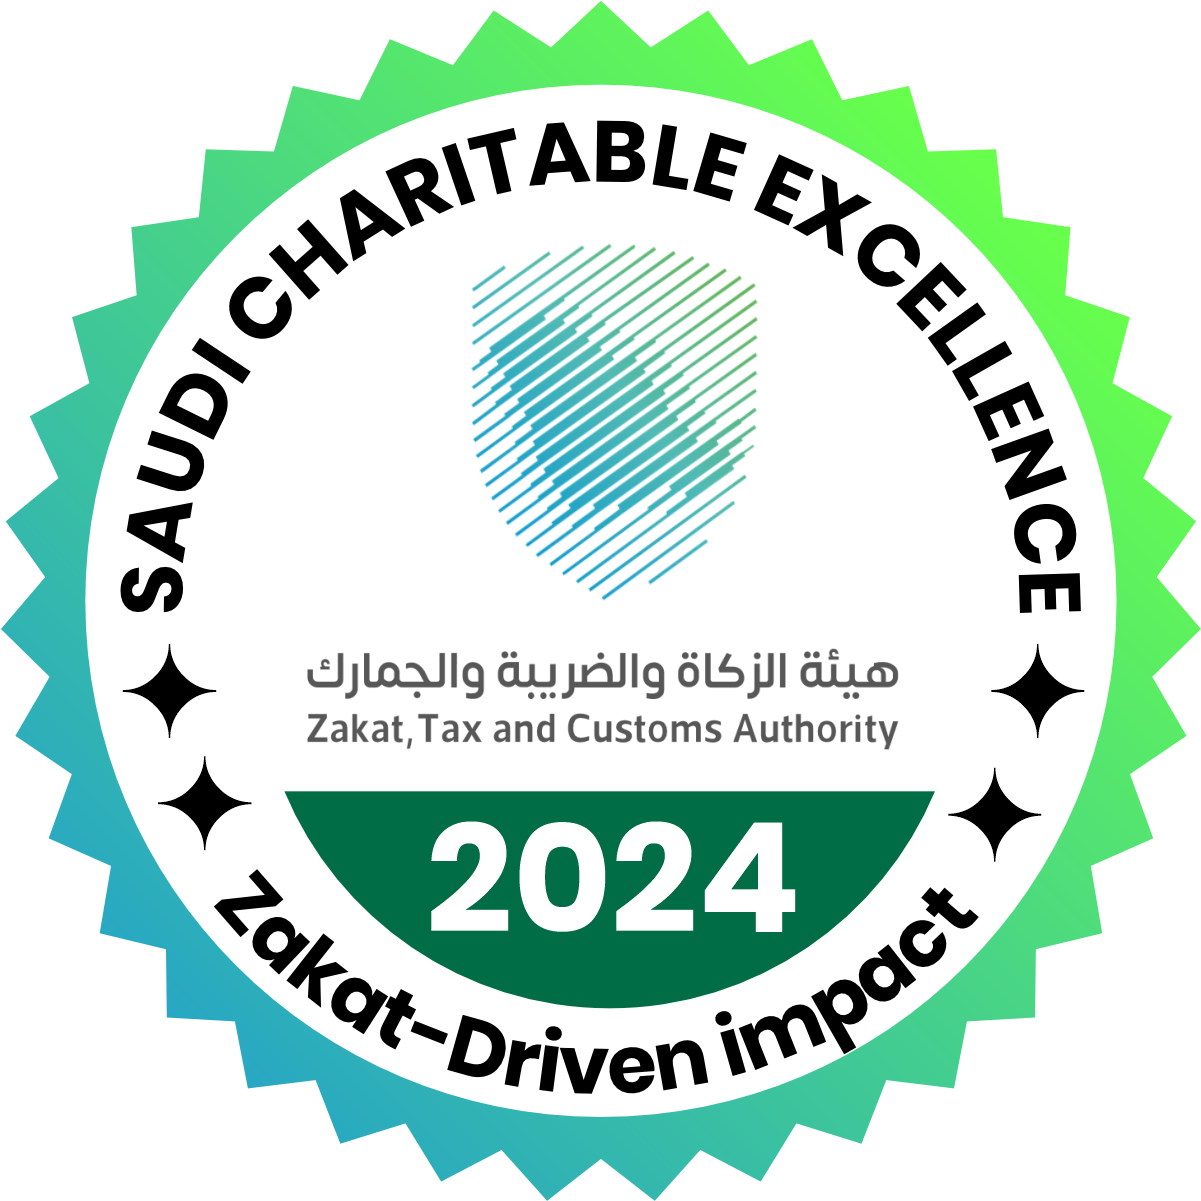 SAUDI CHARITABLE EXCELLENCE
هيئة الزكاة والضريبة والجمارك
Zakat, Tax and Customs Authority
2024
Zakat-Driven impact